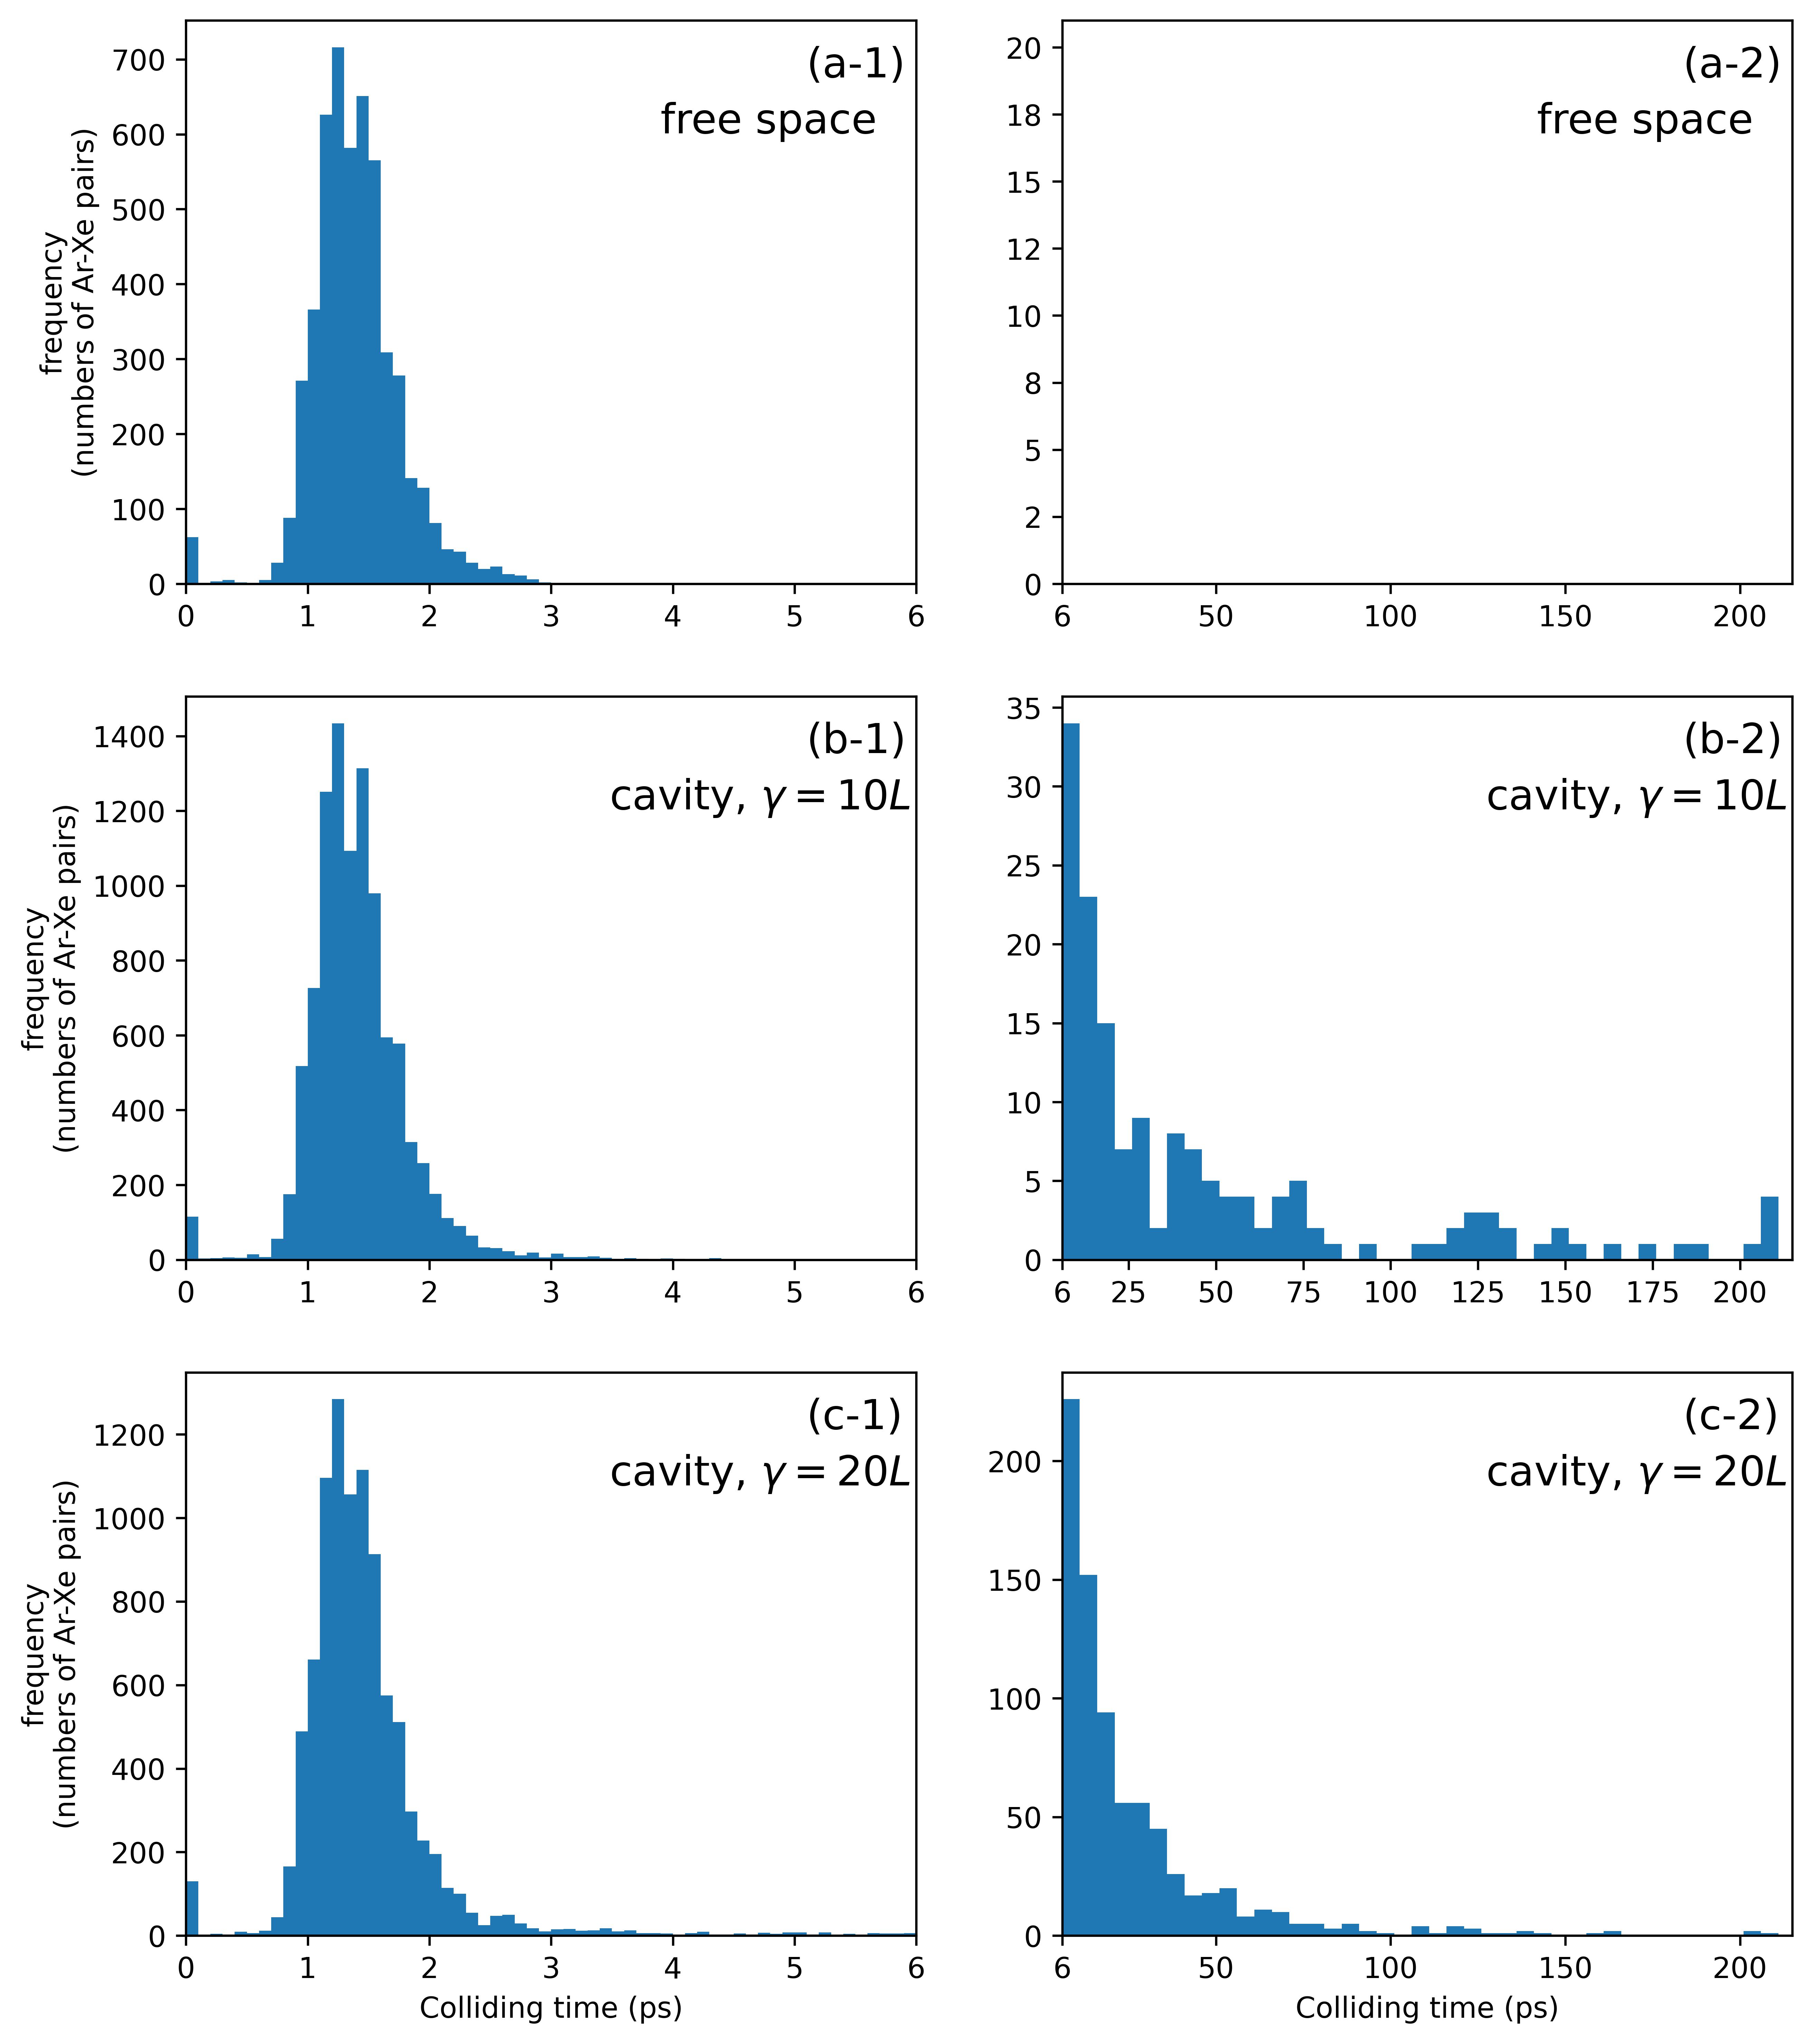 (a-1)
free space
700
600
500
400
300
200
100
0
frequency
(numbers of Ar-Xe pairs)
0 1 2 3 4 5 6
(a-2)
free space
20
18
15
12
10
8
5
2
0
6 50 100 150 200
(b-1)
cavity, γ = 10L
1400
1200
1000
800
600
400
200
0
frequency
(numbers of Ar-Xe pairs)
0 1 2 3 4 5 6
(b-2)
cavity, γ = 10L
35
30
25
20
15
10
5
0
6 25 50 75 100 125 150 175 200
(c-1)
cavity, γ = 20L
1200
1000
800
600
400
200
0
frequency
(numbers of Ar-Xe pairs)
0 1 2 3 4 5 6
Colliding time (ps)
(c-2)
cavity, γ = 20L
200
150
100
50
0
6 50 100 150 200
Colliding time (ps)